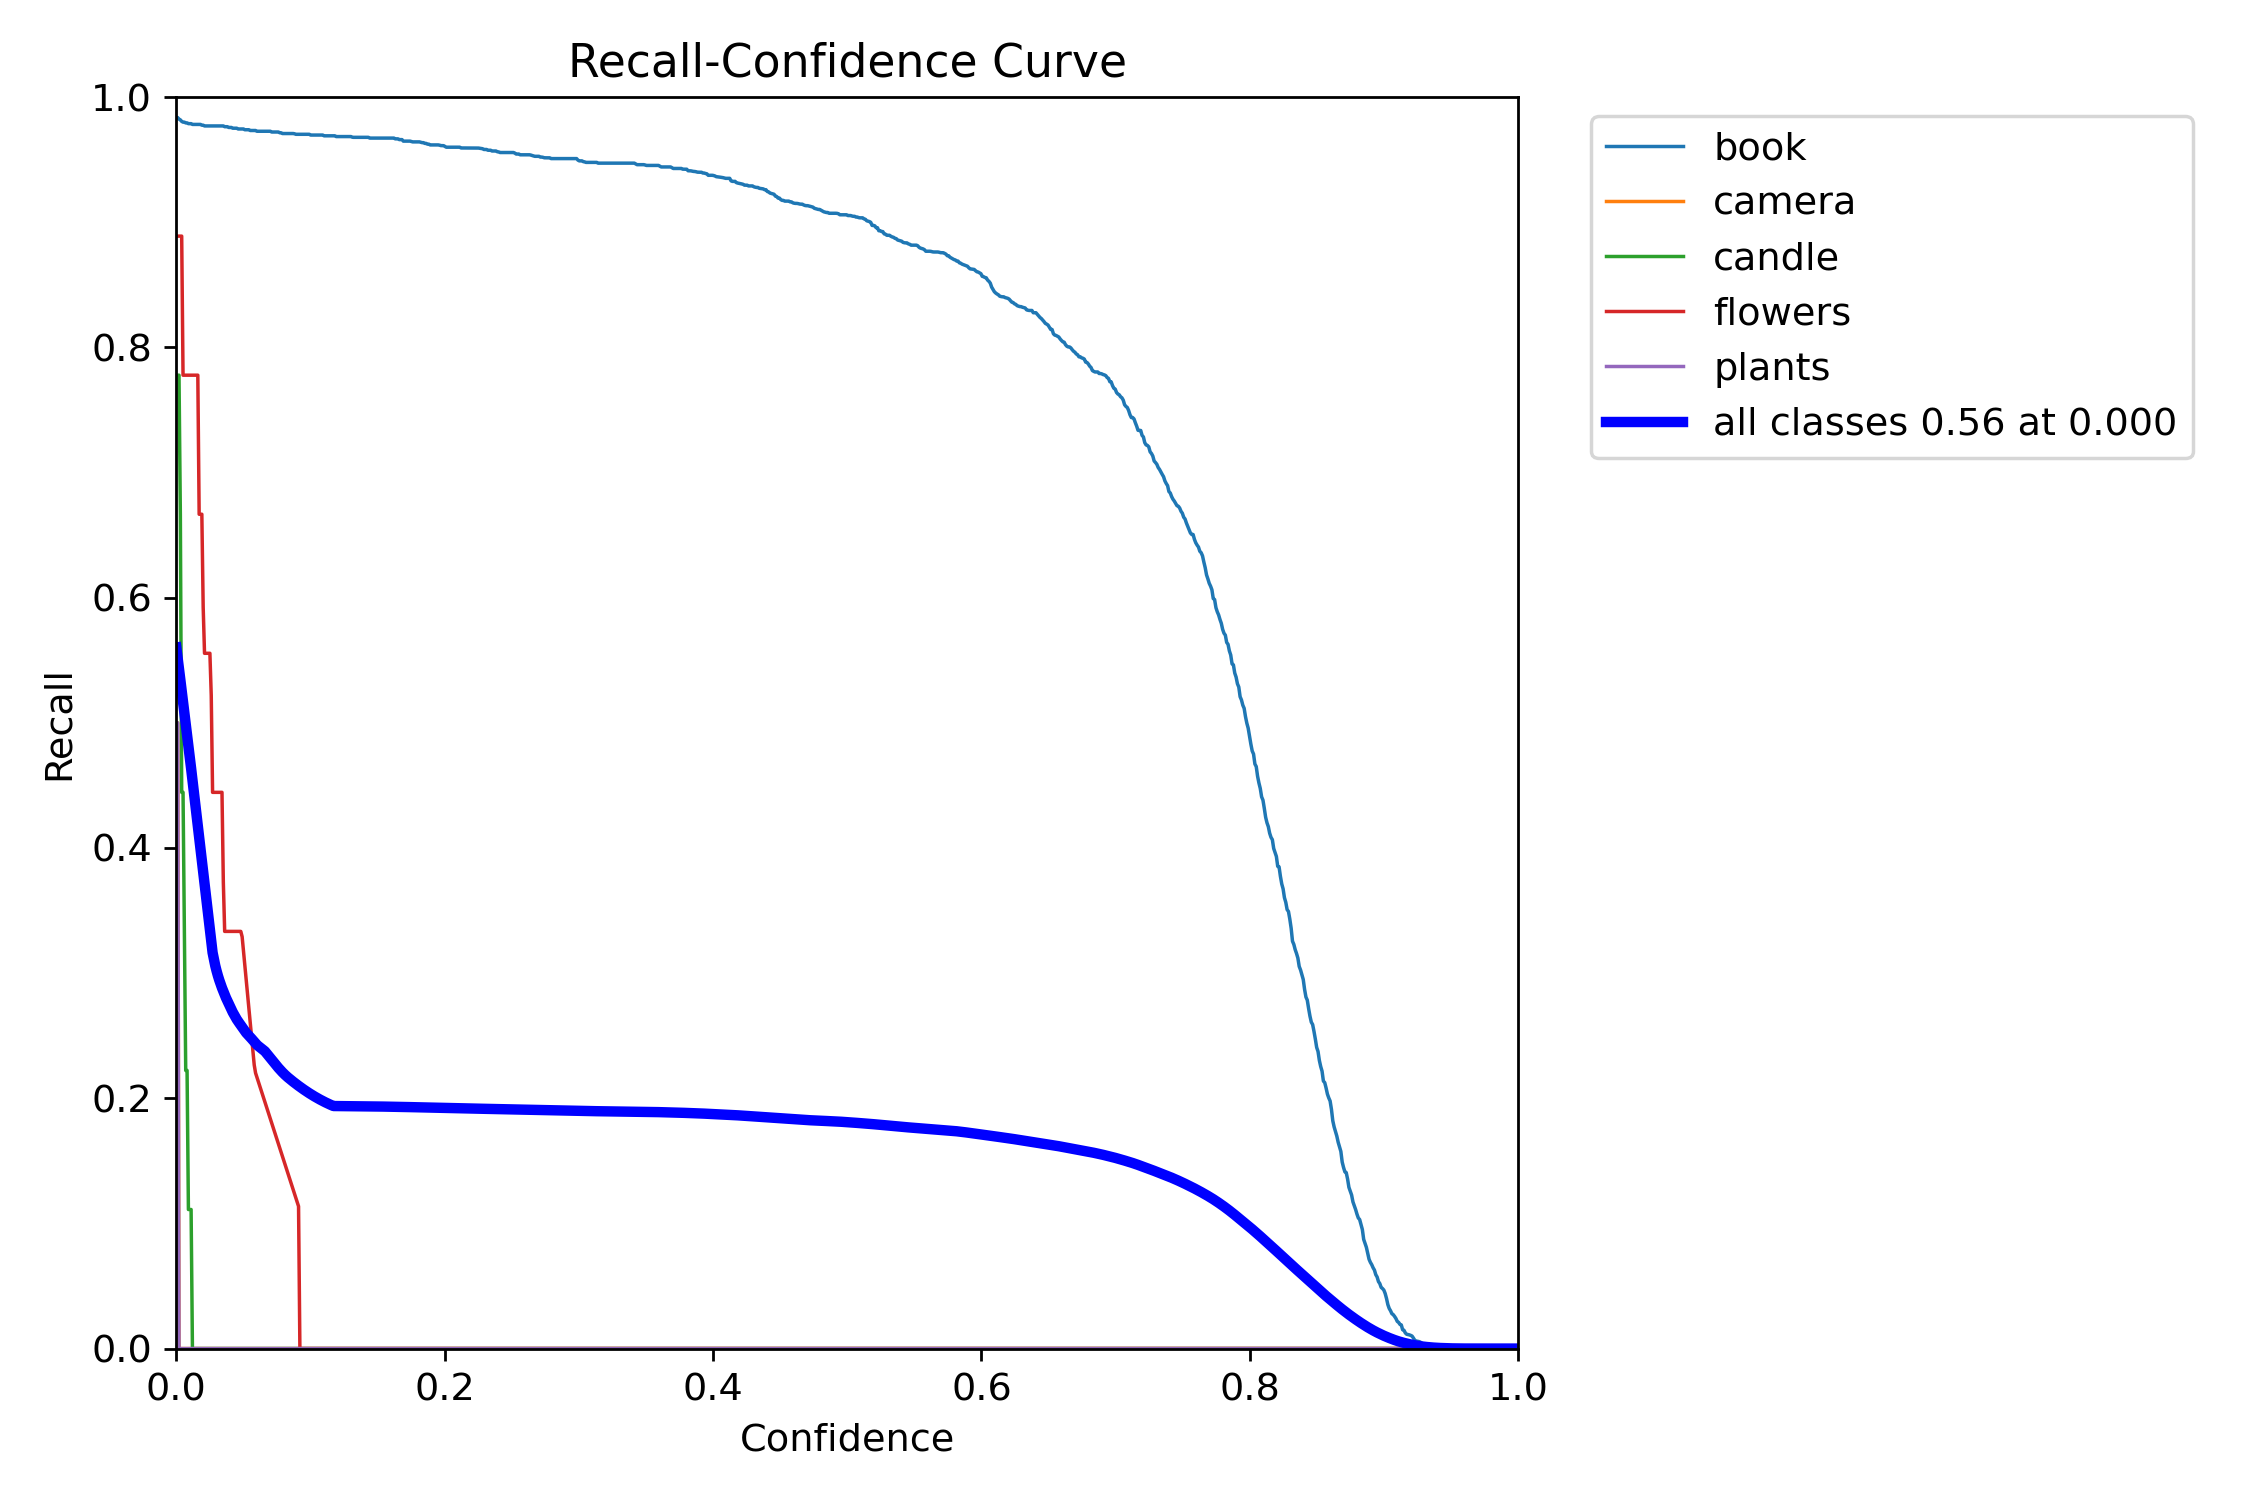 Recall-Confidence Curve
1.0
0.8
0.6
0.4
0.2
0.0
Recall
0.0 0.2 0.4 0.6 0.8 1.0
Confidence
book
camera
candle
flowers
plants
all classes 0.56 at 0.000